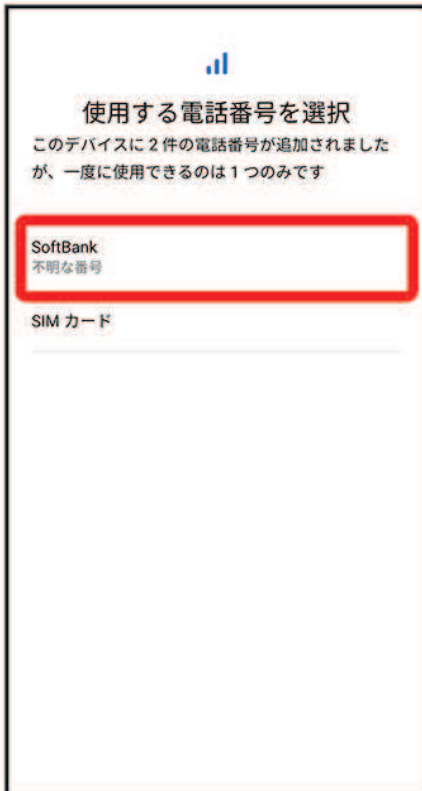 使用する電話番号を選択
このデバイスに 2 件の電話番号が追加されました
が、一度に使用できるのは 1 つのみです
SoftBank
不明な番号
SIM カード